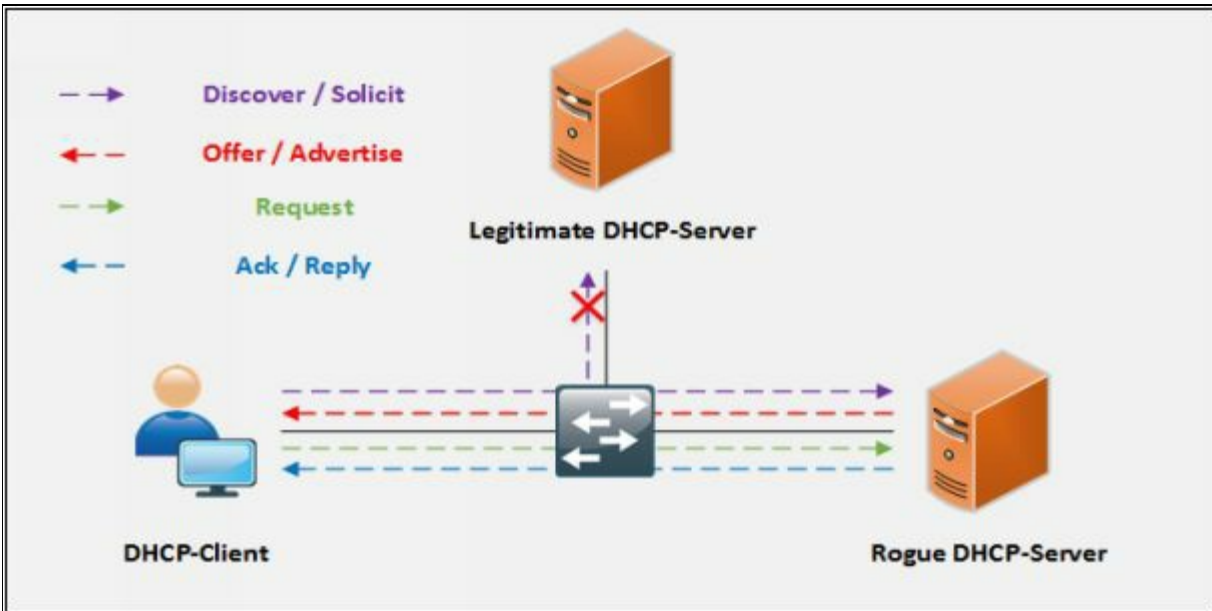 Discover / Solicit
Offer / Advertise
Request
Ack / Reply
Legitimate DHCP-Server
DHCP-Client
Rogue DHCP-Server